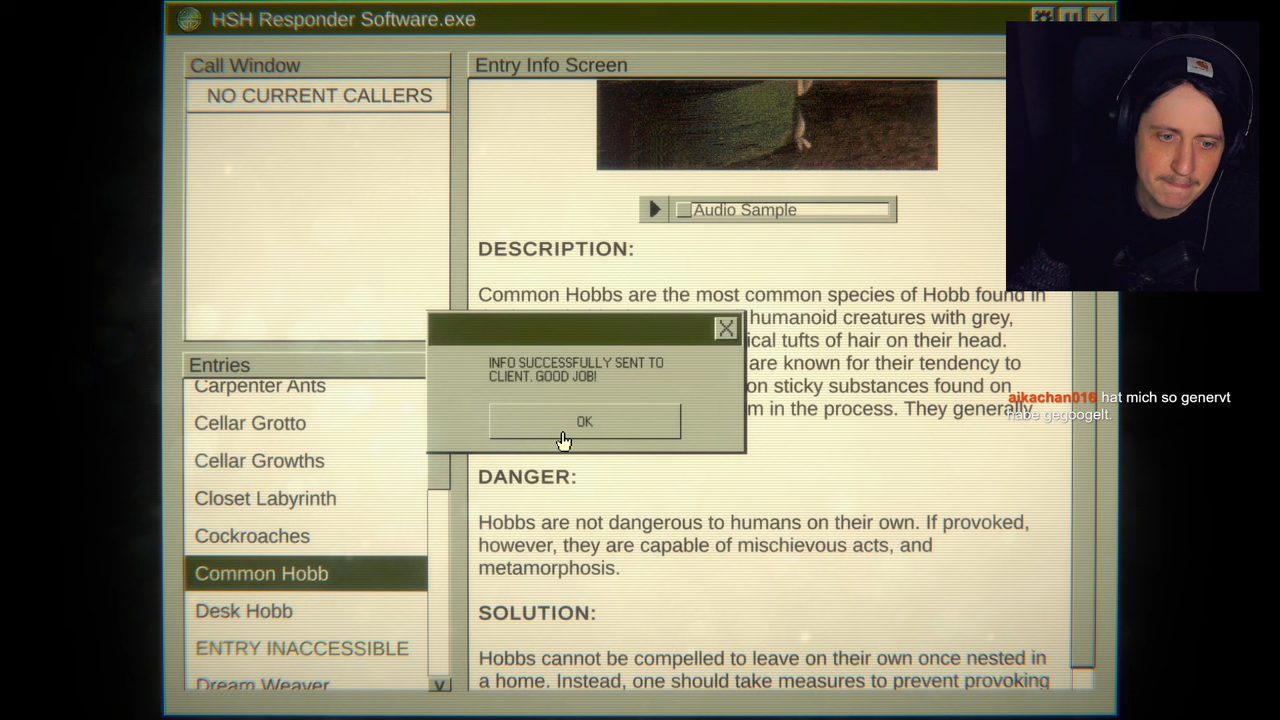 HSH Responder Software.exe
Call Window
NO CURRENT CALLERS
Entry Info Screen
Audio Sample
DESCRIPTION:
Common Hobbs are the most common species of Hobb found in
humanoid creatures with grey,
ical tufts of hair on their head.
are known for their tendency to
on sticky substances found on
m in the process. They generally
INFO SUCCESSFULLY SENT TO
CLIENT. GOOD JOB!
OK
Entries
Carpenter Ants
Cellar Grotto
Cellar Growths
Closet Labyrinth
Cockroaches
Common Hobb
Desk Hobb
ENTRY INACCESSIBLE
Dream Weaver
DANGER:
Hobbs are not dangerous to humans on their own. If provoked,
however, they are capable of mischievous acts, and
metamorphosis.
SOLUTION:
Hobbs cannot be compelled to leave on their own once nested in
a home. Instead, one should take measures to prevent provoking
aikachan016 hat mich so genervt
habe gegoogelt.